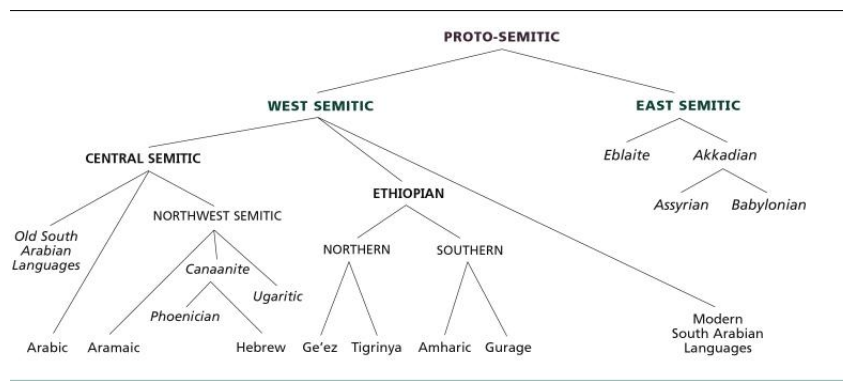 PROTO-SEMITIC
WEST SEMITIC
EAST SEMITIC
CENTRAL SEMITIC
Eblaite
Akkadian
ETHIOPIAN
Assyrian
Babylonian
NORTHWEST SEMITIC
Old South
Arabian
Languages
NORTHERN
SOUTHERN
Canaanite
Ugaritic
Phoenician
Modern
South Arabian
Languages
Arabic
Aramaic
Hebrew
Ge'ez
Tigrinya
Amharic
Gurage